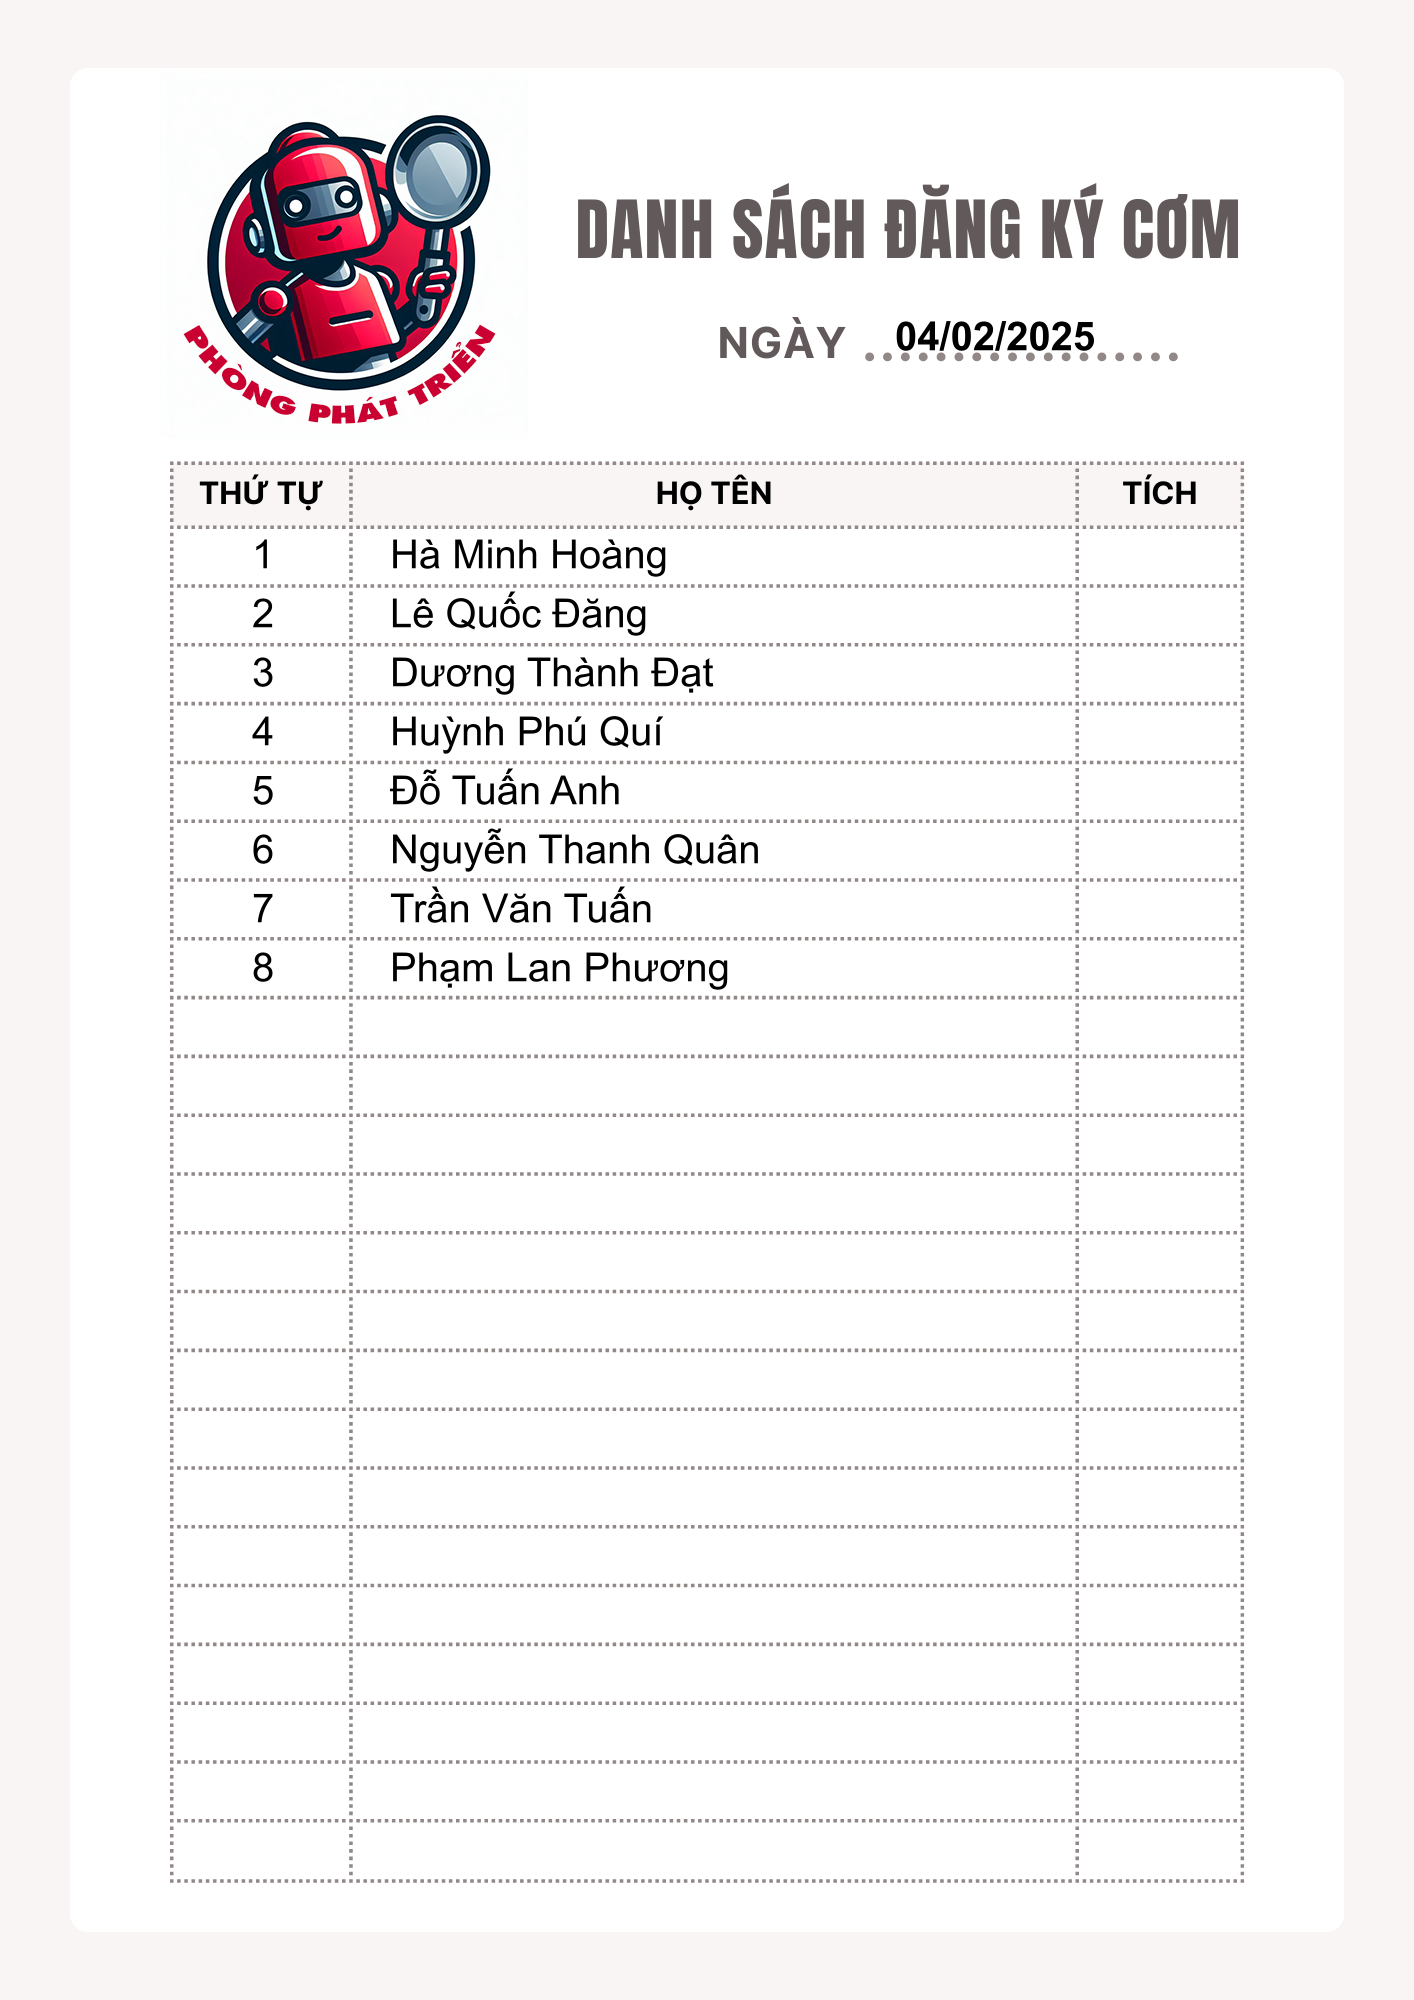 PHÒNG PHÁT TRIỂN
DANH SÁCH ĐĂNG KÝ CƠM
NGÀY 04/02/2025
THỨ TỰ HỌ TÊN TÍCH
1 Hà Minh Hoàng
2 Lê Quốc Đăng
3 Dương Thành Đạt
4 Huỳnh Phú Quí
5 Đỗ Tuấn Anh
6 Nguyễn Thanh Quân
7 Trần Văn Tuấn
8 Phạm Lan Phương